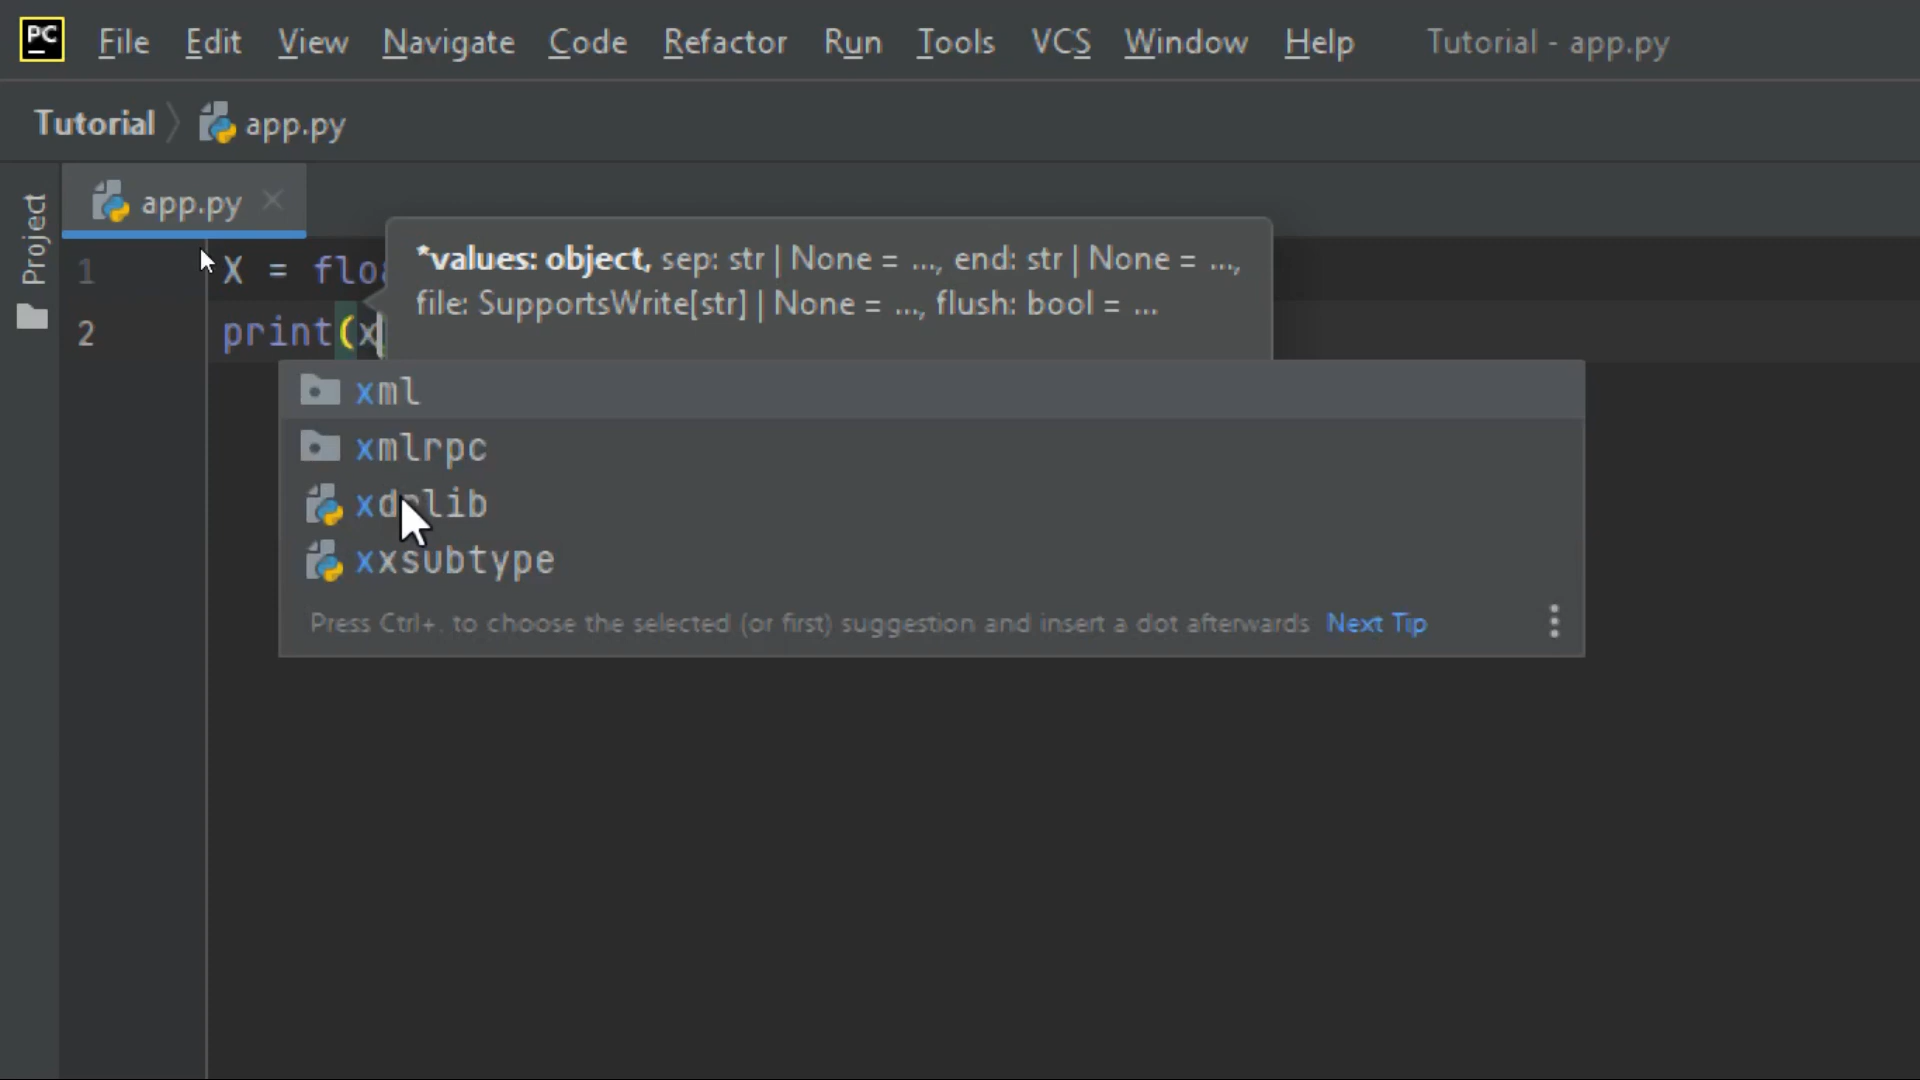 PC File Edit View Navigate Code Refactor Run Tools VCS Window Help Tutorial - app.py
Tutorial app.py
Project
app.py
*values: object, sep: str | None = ..., end: str | None = ...,
file: SupportsWrite[str] | None = ..., flush: bool = ...
1 X =
2 print(x
xml
xmlrpc
xxsubtype
Press Ctrl+. to choose the selected (or first) suggestion and insert a dot afterwards Next Tip